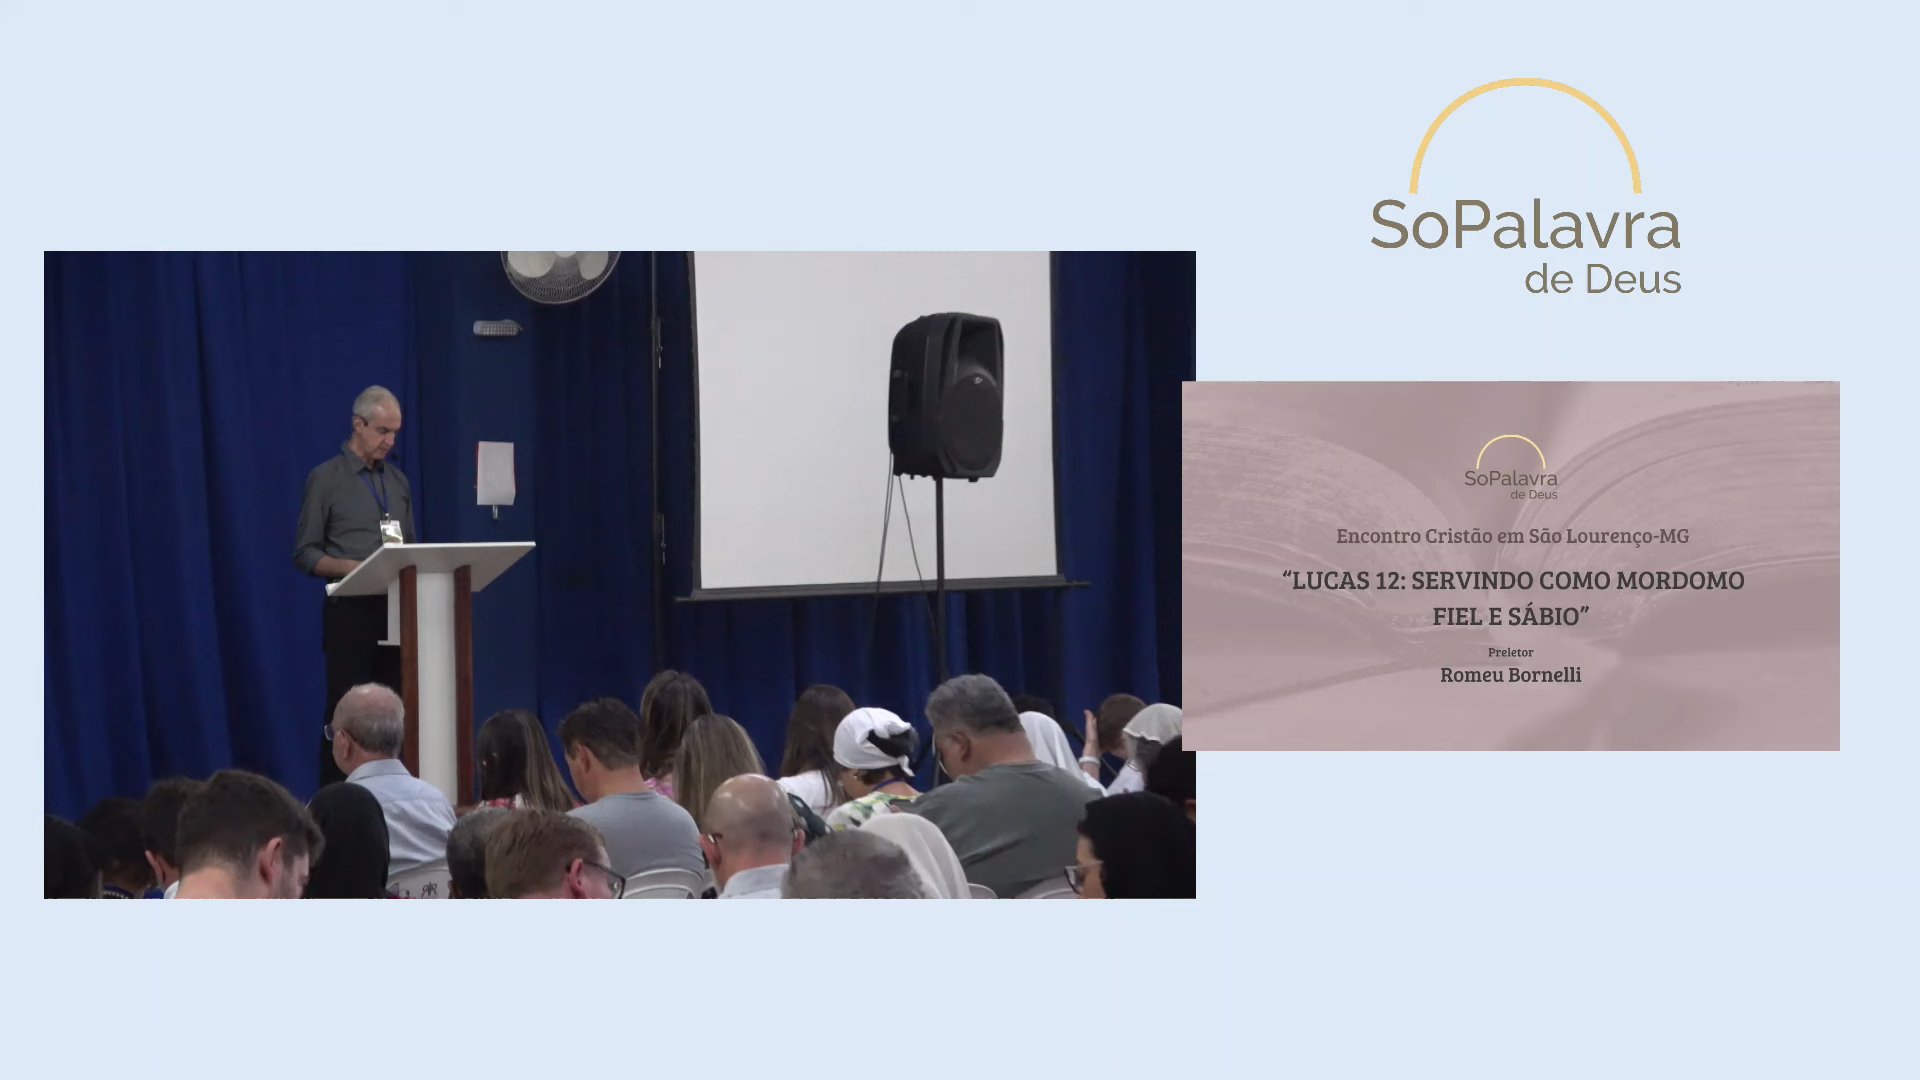 SoPalavra
de Deus
SoPalavra
de Deus
Encontro Cristão em São Lourenço-MG
“LUCAS 12: SERVINDO COMO MORDOMO
FIEL E SÁBIO”
Preletor
Romeu Bornelli